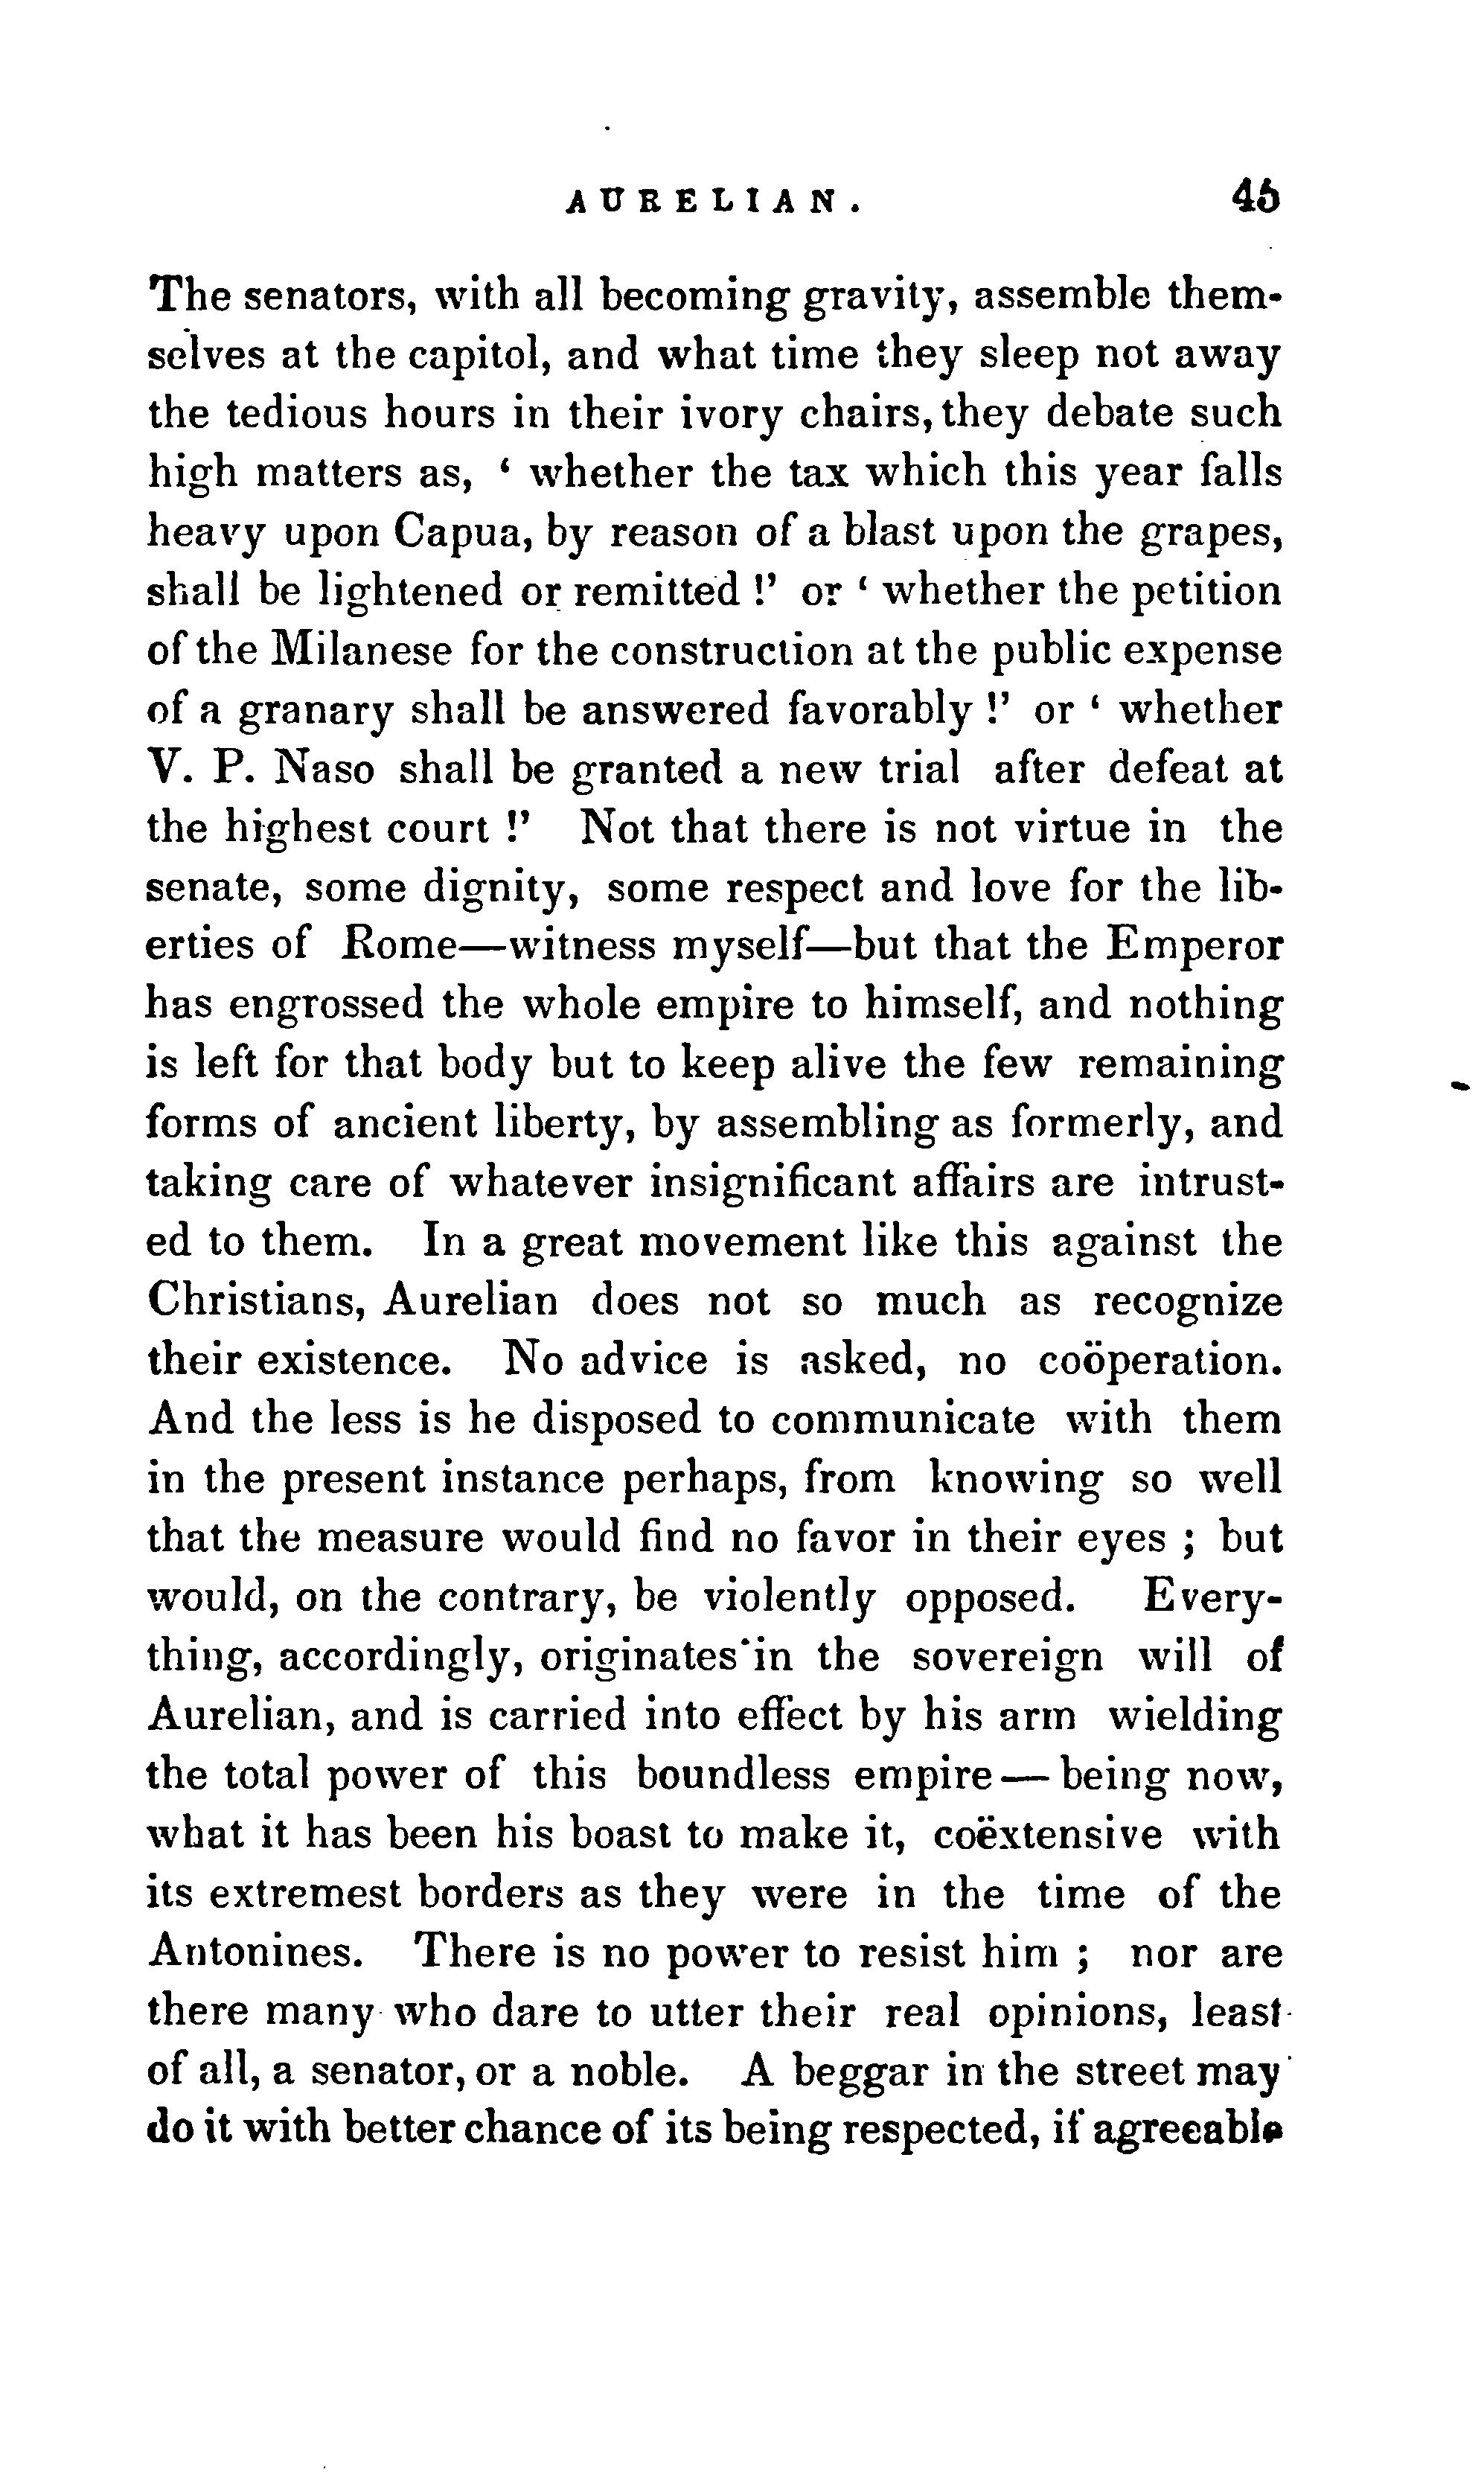 AURELIAN. 45
The senators, with all becoming gravity, assemble them-
selves at the capitol, and what time they sleep not away
the tedious hours in their ivory chairs, they debate such
high matters as, ‘ whether the tax which this year falls
heavy upon Capua, by reason of a blast upon the grapes,
shall be lightened or remitted !’ or ‘ whether the petition
of the Milanese for the construction at the public expense
of a granary shall be answered favorably !’ or ‘ whether
V. P. Naso shall be granted a new trial after defeat at
the highest court !’ Not that there is not virtue in the
senate, some dignity, some respect and love for the lib-
erties of Rome—witness myself—but that the Emperor
has engrossed the whole empire to himself, and nothing
is left for that body but to keep alive the few remaining
forms of ancient liberty, by assembling as formerly, and
taking care of whatever insignificant affairs are intrust-
ed to them. In a great movement like this against the
Christians, Aurelian does not so much as recognize
their existence. No advice is asked, no coöperation.
And the less is he disposed to communicate with them
in the present instance perhaps, from knowing so well
that the measure would find no favor in their eyes ; but
would, on the contrary, be violently opposed. Every-
thing, accordingly, originates in the sovereign will of
Aurelian, and is carried into effect by his arm wielding
the total power of this boundless empire — being now,
what it has been his boast to make it, coëxtensive with
its extremest borders as they were in the time of the
Antonines. There is no power to resist him ; nor are
there many who dare to utter their real opinions, least
of all, a senator, or a noble. A beggar in the street may
do it with better chance of its being respected, if agreeable